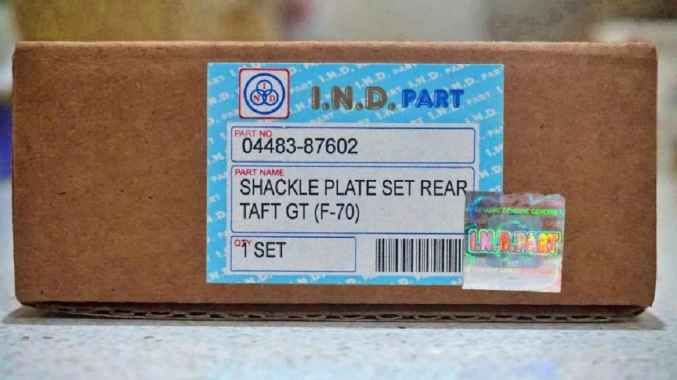 I.N.D. PART
PART NO
04483-87602
PART NAME
SHACKLE PLATE SET REAR
TAFT GT (F-70)
QTY
1 SET
I.N.D. PART